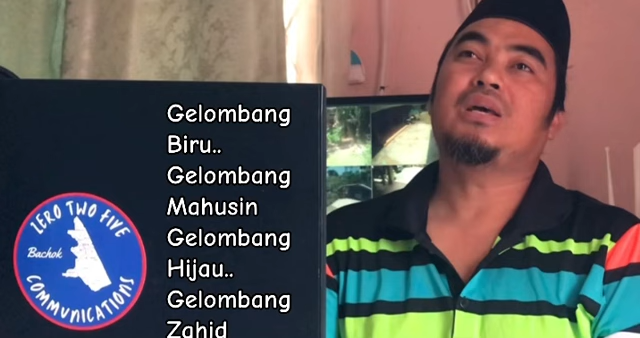 Gelombang
Biru..
Gelombang
Mahusin
Gelombang
Hijau..
Gelombang
Zahid
ZERO TWO FIVE
Bachok
COMMUNICATIONS